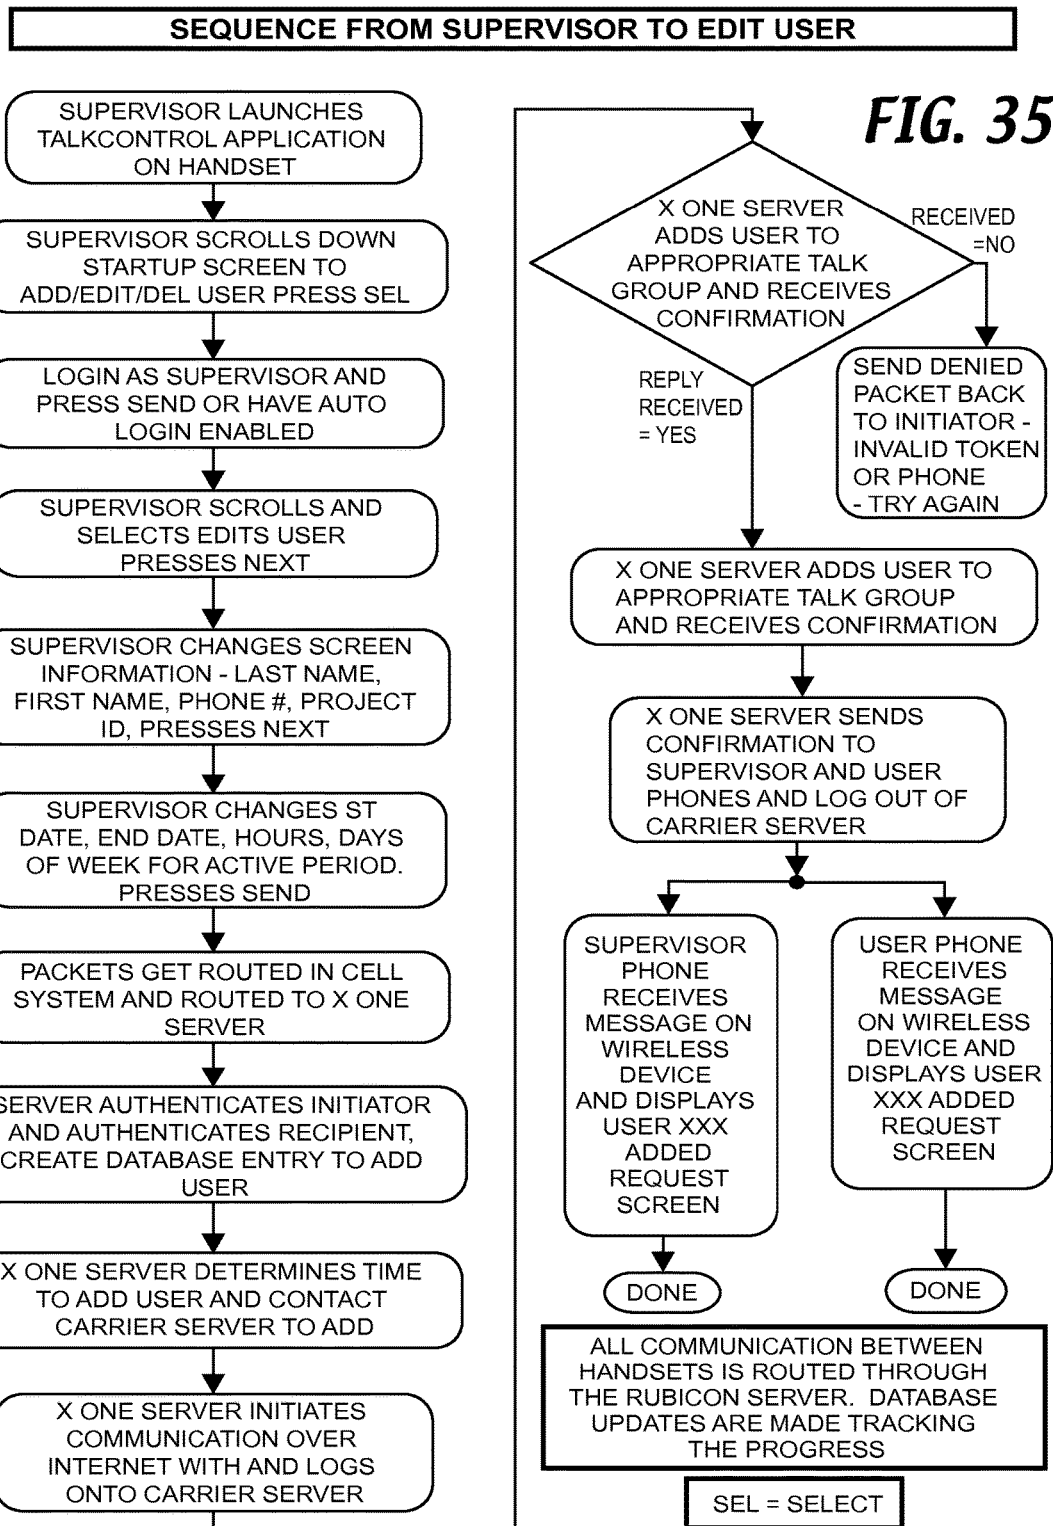 SEQUENCE FROM SUPERVISOR TO EDIT USER
FIG. 35
SUPERVISOR LAUNCHES
TALKCONTROL APPLICATION
ON HANDSET
SUPERVISOR SCROLLS DOWN
STARTUP SCREEN TO
ADD/EDIT/DEL USER PRESS SEL
LOGIN AS SUPERVISOR AND
PRESS SEND OR HAVE AUTO
LOGIN ENABLED
SUPERVISOR SCROLLS AND
SELECTS EDITS USER
PRESSES NEXT
SUPERVISOR CHANGES SCREEN
INFORMATION - LAST NAME,
FIRST NAME, PHONE #, PROJECT
ID, PRESSES NEXT
SUPERVISOR CHANGES ST
DATE, END DATE, HOURS, DAYS
OF WEEK FOR ACTIVE PERIOD.
PRESSES SEND
PACKETS GET ROUTED IN CELL
SYSTEM AND ROUTED TO X ONE
SERVER
SERVER AUTHENTICATES INITIATOR
AND AUTHENTICATES RECIPIENT,
CREATE DATABASE ENTRY TO ADD
USER
X ONE SERVER DETERMINES TIME
TO ADD USER AND CONTACT
CARRIER SERVER TO ADD
X ONE SERVER INITIATES
COMMUNICATION OVER
INTERNET WITH AND LOGS
ONTO CARRIER SERVER
X ONE SERVER
ADDS USER TO
APPROPRIATE TALK
GROUP AND RECEIVES
CONFIRMATION
RECEIVED
=NO
SEND DENIED
PACKET BACK
TO INITIATOR -
INVALID TOKEN
OR PHONE
- TRY AGAIN
REPLY
RECEIVED
= YES
X ONE SERVER ADDS USER TO
APPROPRIATE TALK GROUP
AND RECEIVES CONFIRMATION
X ONE SERVER SENDS
CONFIRMATION TO
SUPERVISOR AND USER
PHONES AND LOG OUT OF
CARRIER SERVER
SUPERVISOR
PHONE
RECEIVES
MESSAGE ON
WIRELESS
DEVICE
AND DISPLAYS
USER XXX
ADDED
REQUEST
SCREEN
DONE
USER PHONE
RECEIVES
MESSAGE
ON WIRELESS
DEVICE AND
DISPLAYS USER
XXX ADDED
REQUEST
SCREEN
DONE
ALL COMMUNICATION BETWEEN
HANDSETS IS ROUTED THROUGH
THE RUBICON SERVER. DATABASE
UPDATES ARE MADE TRACKING
THE PROGRESS
SEL = SELECT